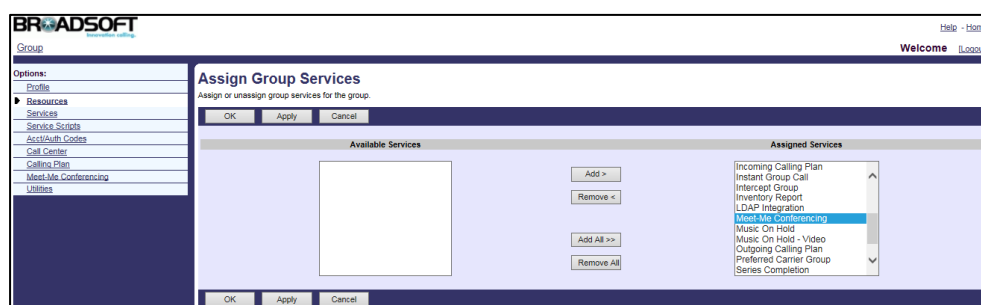 BROADSOFT
innovation calling.
Help - Hom
Group
Welcome [Logou
Options:
Profile
Resources
Services
Service Scripts
Acct/Auth Codes
Call Center
Calling Plan
Meet-Me Conferencing
Utilities
Assign Group Services
Assign or unassign group services for the group.
OK Apply Cancel
Available Services Assigned Services
Add >
Remove <
Add All >>
Remove All
Incoming Calling Plan
Instant Group Call
Intercept Group
Inventory Report
LDAP Integration
Meet-Me Conferencing
Music On Hold
Music On Hold - Video
Outgoing Calling Plan
Preferred Carrier Group
Series Completion
OK Apply Cancel